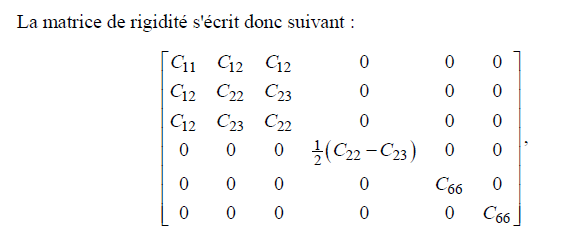 La matrice de rigidité s'écrit donc suivant :
C11 C12 C12 0 0 0
C12 C22 C23 0 0 0
C12 C23 C22 0 0 0
0 0 0 1/2(C22 − C23) 0 0
0 0 0 0 C66 0
0 0 0 0 0 C66 ,